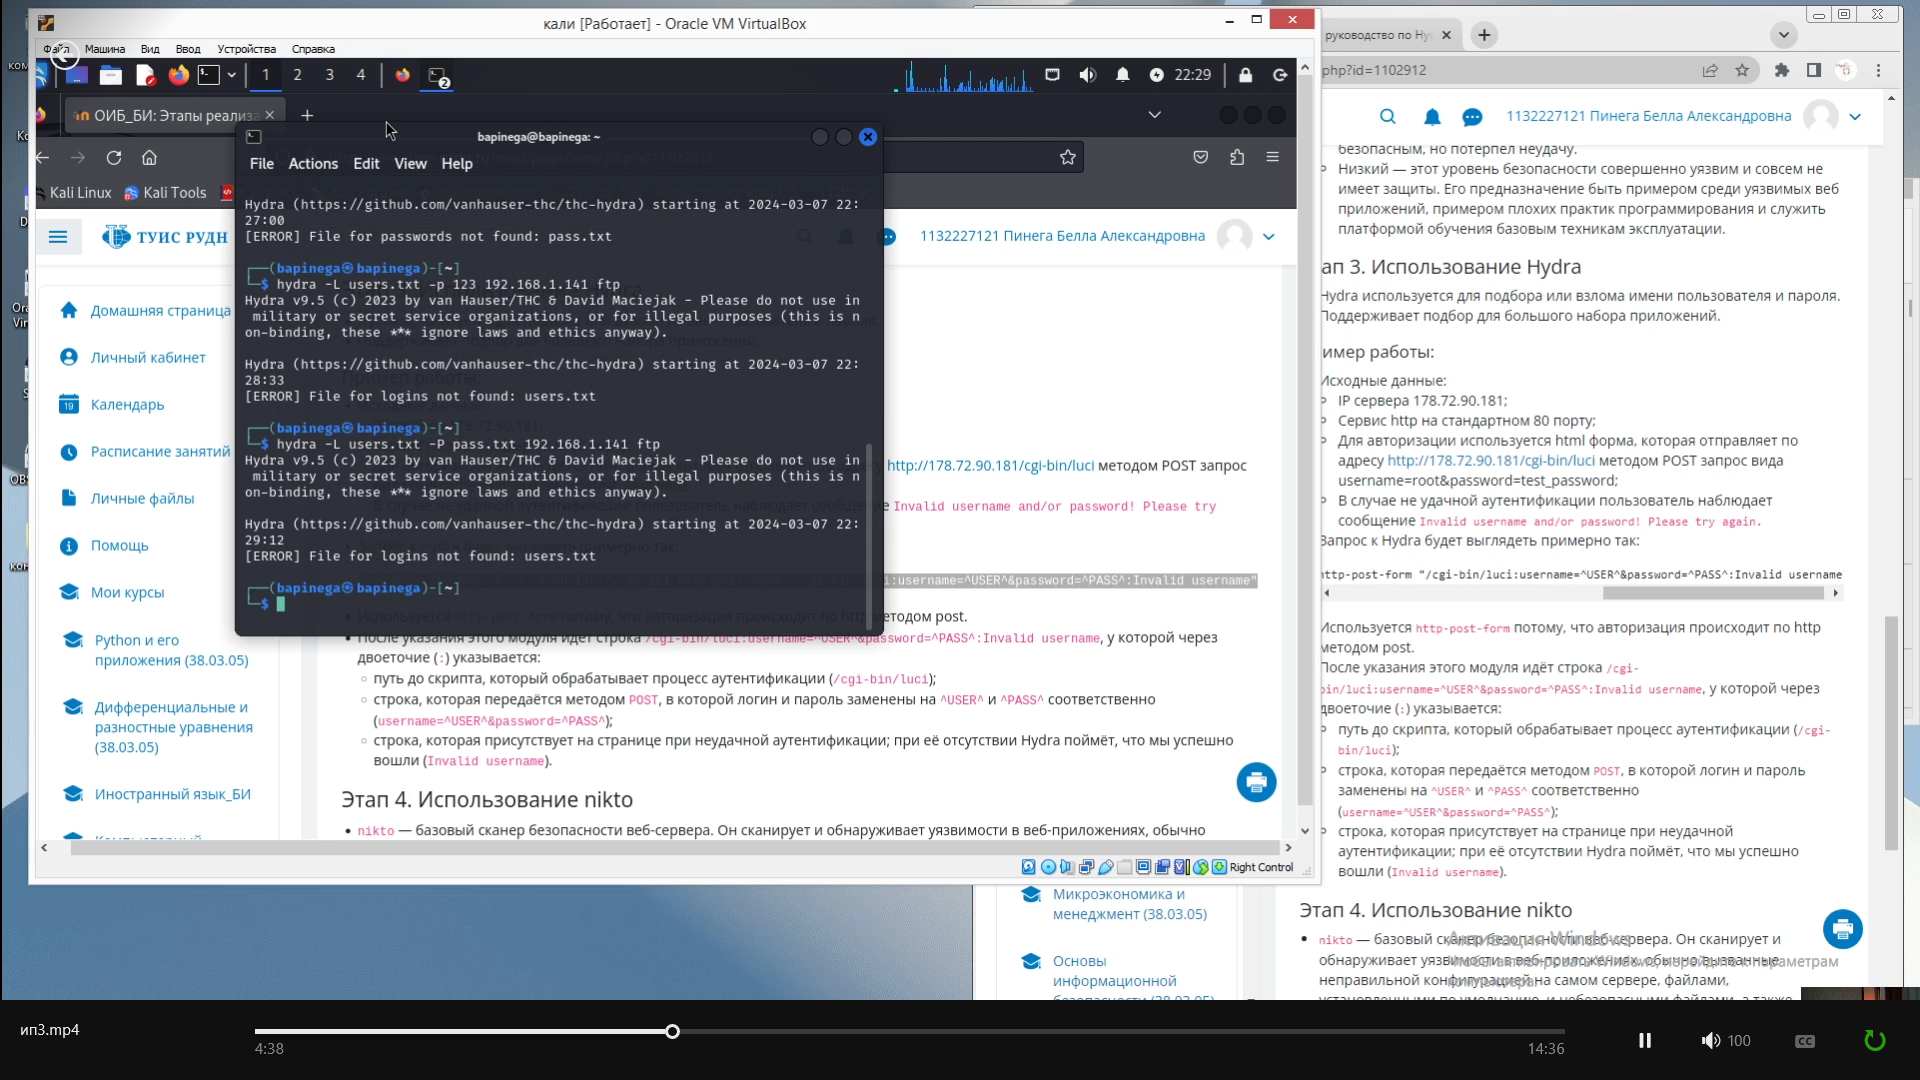 кали [Работает] - Oracle VM VirtualBox
Файл Машина Вид Ввод Устройства Справка
1 2 3 4 2 22:29
ОИБ_БИ: Этапы реализа
bapinega@bapinega: ~
File Actions Edit View Help
Kali Linux Kali Tools
Hydra (https://github.com/vanhauser-thc/thc-hydra) starting at 2024-03-07 22:
27:00
[ERROR] File for passwords not found: pass.txt
(bapinega㉿bapinega)-[~]
$ hydra -L users.txt -p 123 192.168.1.141 ftp
Hydra v9.5 (c) 2023 by van Hauser/THC & David Maciejak - Please do not use in
military or secret service organizations, or for illegal purposes (this is n
on-binding, these *** ignore laws and ethics anyway).
Hydra (https://github.com/vanhauser-thc/thc-hydra) starting at 2024-03-07 22:
28:33
[ERROR] File for logins not found: users.txt
(bapinega㉿bapinega)-[~]
$ hydra -L users.txt -P pass.txt 192.168.1.141 ftp
Hydra v9.5 (c) 2023 by van Hauser/THC & David Maciejak - Please do not use in
military or secret service organizations, or for illegal purposes (this is n
on-binding, these *** ignore laws and ethics anyway).
Hydra (https://github.com/vanhauser-thc/thc-hydra) starting at 2024-03-07 22:
29:12
[ERROR] File for logins not found: users.txt
(bapinega㉿bapinega)-[~]
$
ТУИС РУДН
1132227121 Пинега Белла Александровна
Домашняя страница
Личный кабинет
19 Календарь
Расписание занятий
Личные файлы
Помощь
Мои курсы
Python и его
приложения (38.03.05)
Дифференциальные и
разностные уравнения
(38.03.05)
Иностранный язык_БИ
http://178.72.90.181/cgi-bin/luci методом POST запрос
Invalid username and/or password! Please try
ci:username=^USER^&password=^PASS^:Invalid username"
• Используется http-post-form потому, что авторизация происходит по http методом post.
• После указания этого модуля идёт строка /cgi-bin/luci:username=^USER^&password=^PASS^:Invalid username, у которой через
двоеточие (:) указывается:
путь до скрипта, который обрабатывает процесс аутентификации (/cgi-bin/luci);
строка, которая передаётся методом POST, в которой логин и пароль заменены на ^USER^ и ^PASS^ соответственно
(username=^USER^&password=^PASS^);
строка, которая присутствует на странице при неудачной аутентификации; при её отсутствии Hydra поймёт, что мы успешно
вошли (Invalid username).
Этап 4. Использование nikto
• nikto — базовый сканер безопасности веб-сервера. Он сканирует и обнаруживает уязвимости в веб-приложениях, обычно
Right Control
руководство по Hy
php?id=1102912
1132227121 Пинега Белла Александровна
безопасным, но потерпел неудачу.
Низкий — этот уровень безопасности совершенно уязвим и совсем не
имеет защиты. Его предназначение быть примером среди уязвимых веб
приложений, примером плохих практик программирования и служить
платформой обучения базовым техникам эксплуатации.
ап 3. Использование Hydra
Hydra используется для подбора или взлома имени пользователя и пароля.
Поддерживает подбор для большого набора приложений.
имер работы:
Исходные данные:
IP сервера 178.72.90.181;
Сервис http на стандартном 80 порту;
Для авторизации используется html форма, которая отправляет по
адресу http://178.72.90.181/cgi-bin/luci методом POST запрос вида
username=root&password=test_password;
В случае не удачной аутентификации пользователь наблюдает
сообщение Invalid username and/or password! Please try again.
Запрос к Hydra будет выглядеть примерно так:
http-post-form "/cgi-bin/luci:username=^USER^&password=^PASS^:Invalid username
Используется http-post-form потому, что авторизация происходит по http
методом post.
После указания этого модуля идёт строка /cgi-
bin/luci:username=^USER^&password=^PASS^:Invalid username, у которой через
двоеточие (:) указывается:
путь до скрипта, который обрабатывает процесс аутентификации (/cgi-
bin/luci);
строка, которая передаётся методом POST, в которой логин и пароль
заменены на ^USER^ и ^PASS^ соответственно
(username=^USER^&password=^PASS^);
строка, которая присутствует на странице при неудачной
аутентификации; при её отсутствии Hydra поймёт, что мы успешно
вошли (Invalid username).
Этап 4. Использование nikto
• nikto — базовый сканер безопасности веб-сервера. Он сканирует и
обнаруживает уязвимости в веб-приложениях, обычно вызванные
неправильной конфигурацией на самом сервере, файлами,
Активация Windows
параметрам
компьютера.
Микроэкономика и
менеджмент (38.03.05)
Основы
информационной
ип3.mp4
4:38
14:36
100
CC